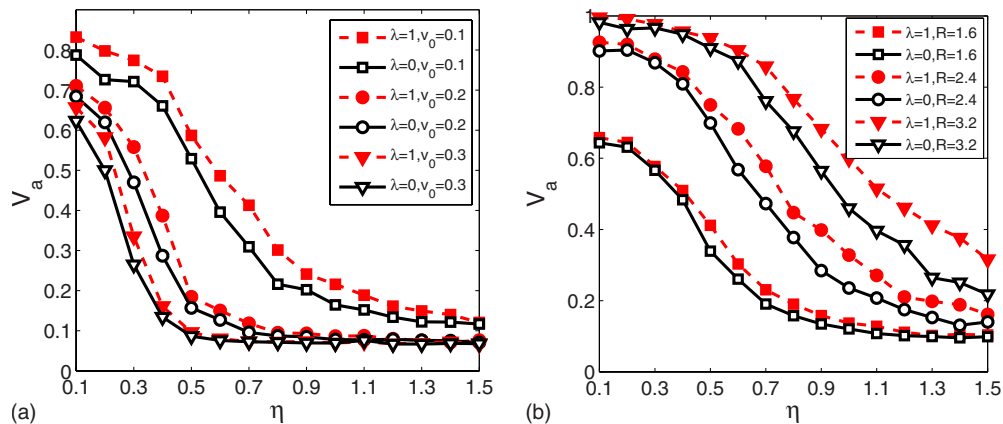 0.8
0.7
0.6
0.5
0.4
0.3
0.2
0.1
0
V_a
0.1 0.3 0.5 0.7 0.9 1.1 1.3 1.5
η
(a)
λ=1,v_0=0.1
λ=0,v_0=0.1
λ=1,v_0=0.2
λ=0,v_0=0.2
λ=1,v_0=0.3
λ=0,v_0=0.3
1
0.8
0.6
0.4
0.2
0
V_a
0.1 0.3 0.5 0.7 0.9 1.1 1.3 1.5
η
(b)
λ=1,R=1.6
λ=0,R=1.6
λ=1,R=2.4
λ=0,R=2.4
λ=1,R=3.2
λ=0,R=3.2